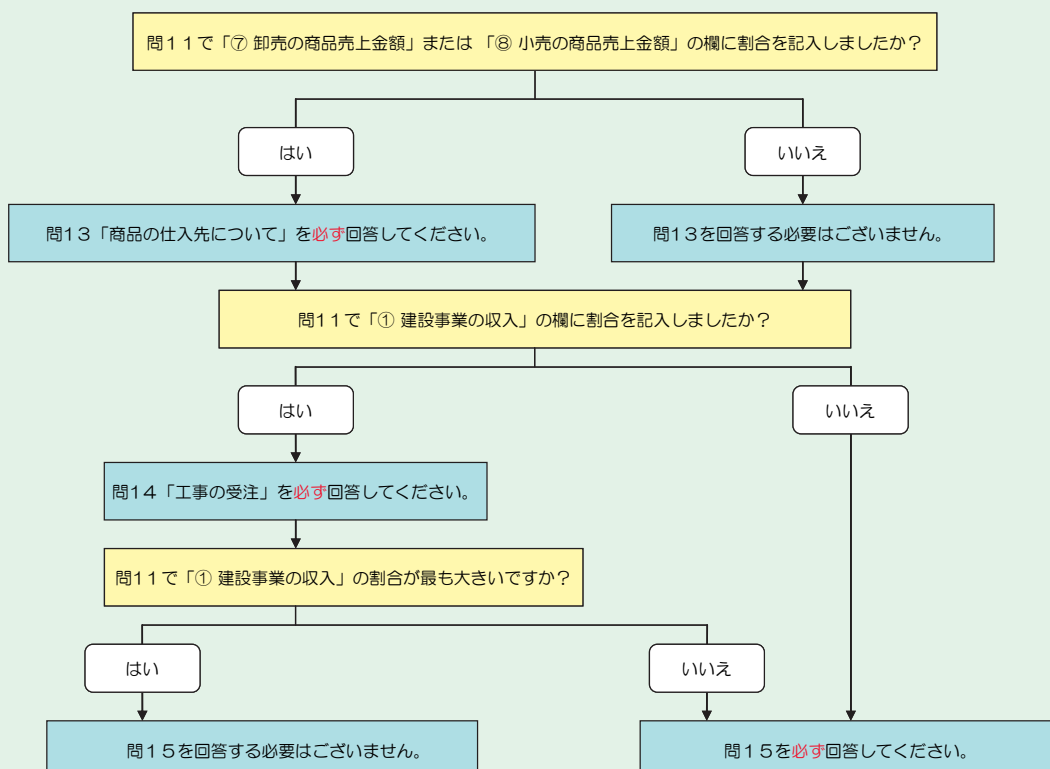 問11で「⑦ 卸売の商品売上金額」または 「⑧ 小売の商品売上金額」の欄に割合を記入しましたか？
はい
いいえ
問13「商品の仕入先について」を必ず回答してください。
問13を回答する必要はございません。
問11で「① 建設事業の収入」の欄に割合を記入しましたか？
はい
いいえ
問14「工事の受注」を必ず回答してください。
問11で「① 建設事業の収入」の割合が最も大きいですか？
はい
いいえ
問15を回答する必要はございません。
問15を必ず回答してください。